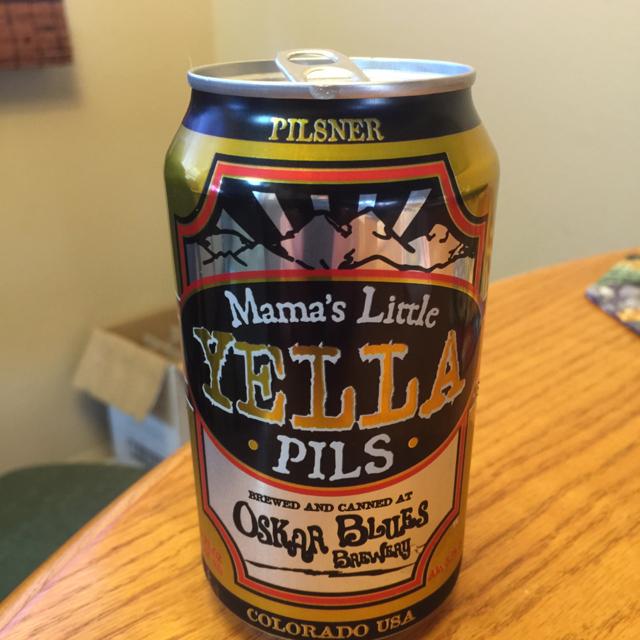 PILSNER
Mama's Little
YELLA
• PILS •
BREWED AND CANNED AT
OSKAR BLUES
BREWERY
COLORADO USA